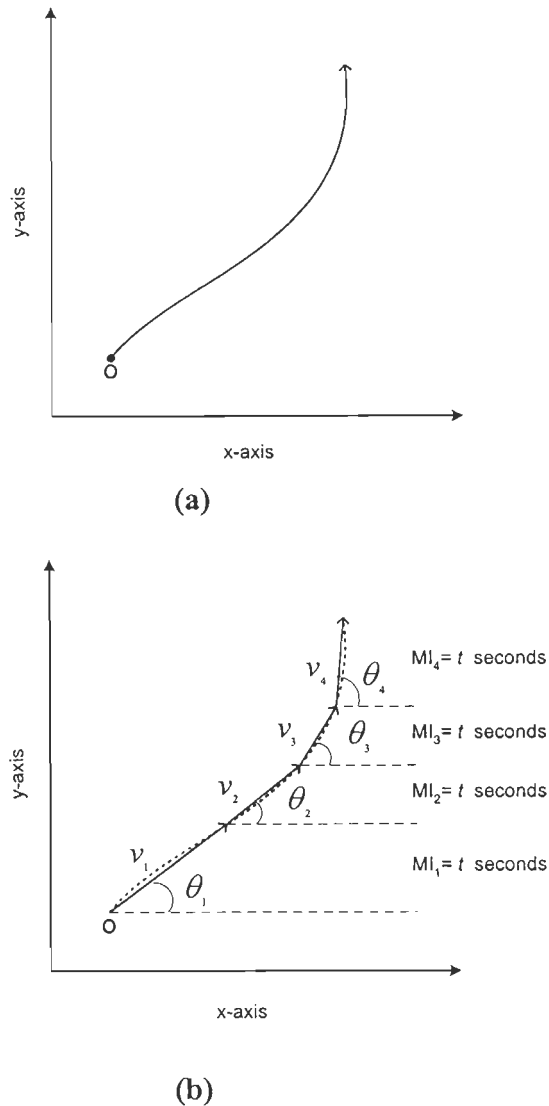 y-axis
O
x-axis
(a)
y-axis
v₄ θ₄ MI₄= t seconds
v₃ θ₃ MI₃= t seconds
v₂ θ₂ MI₂= t seconds
v₁ θ₁ MI₁= t seconds
O
x-axis
(b)